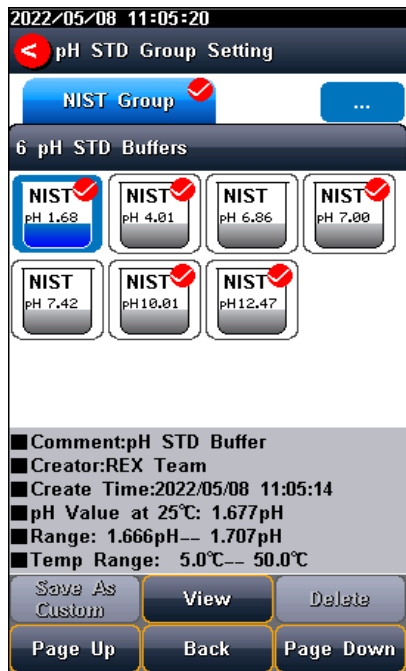 2022/05/08 11:05:20
< pH STD Group Setting
NIST Group ...
6 pH STD Buffers
NIST NIST NIST NIST
pH 1.68 pH 4.01 pH 6.86 pH 7.00
NIST NIST NIST
pH 7.42 pH10.01 pH12.47
■Comment:pH STD Buffer
■Creator:REX Team
■Create Time:2022/05/08 11:05:14
■pH Value at 25℃: 1.677pH
■Range: 1.666pH-- 1.707pH
■Temp Range: 5.0℃-- 50.0℃
Save As Custom View Delete
Page Up Back Page Down